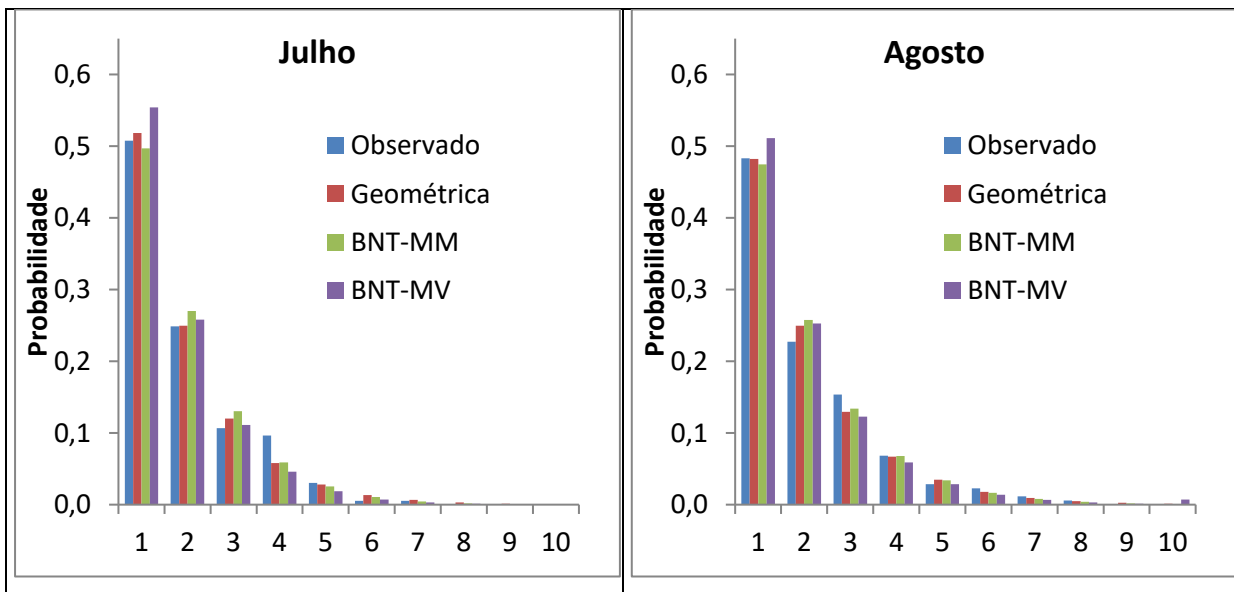 Julho
0,6
0,5
0,4
0,3
0,2
0,1
0,0
Probabilidade
Observado
Geométrica
BNT-MM
BNT-MV
1 2 3 4 5 6 7 8 9 10
Agosto
0,6
0,5
0,4
0,3
0,2
0,1
0,0
Probabilidade
Observado
Geométrica
BNT-MM
BNT-MV
1 2 3 4 5 6 7 8 9 10